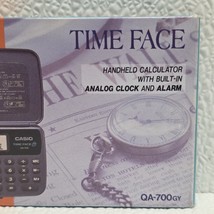 TIME FACE
HANDHELD CALCULATOR
WITH BUILT-IN
ANALOG CLOCK AND ALARM
CASIO
QA-700GY